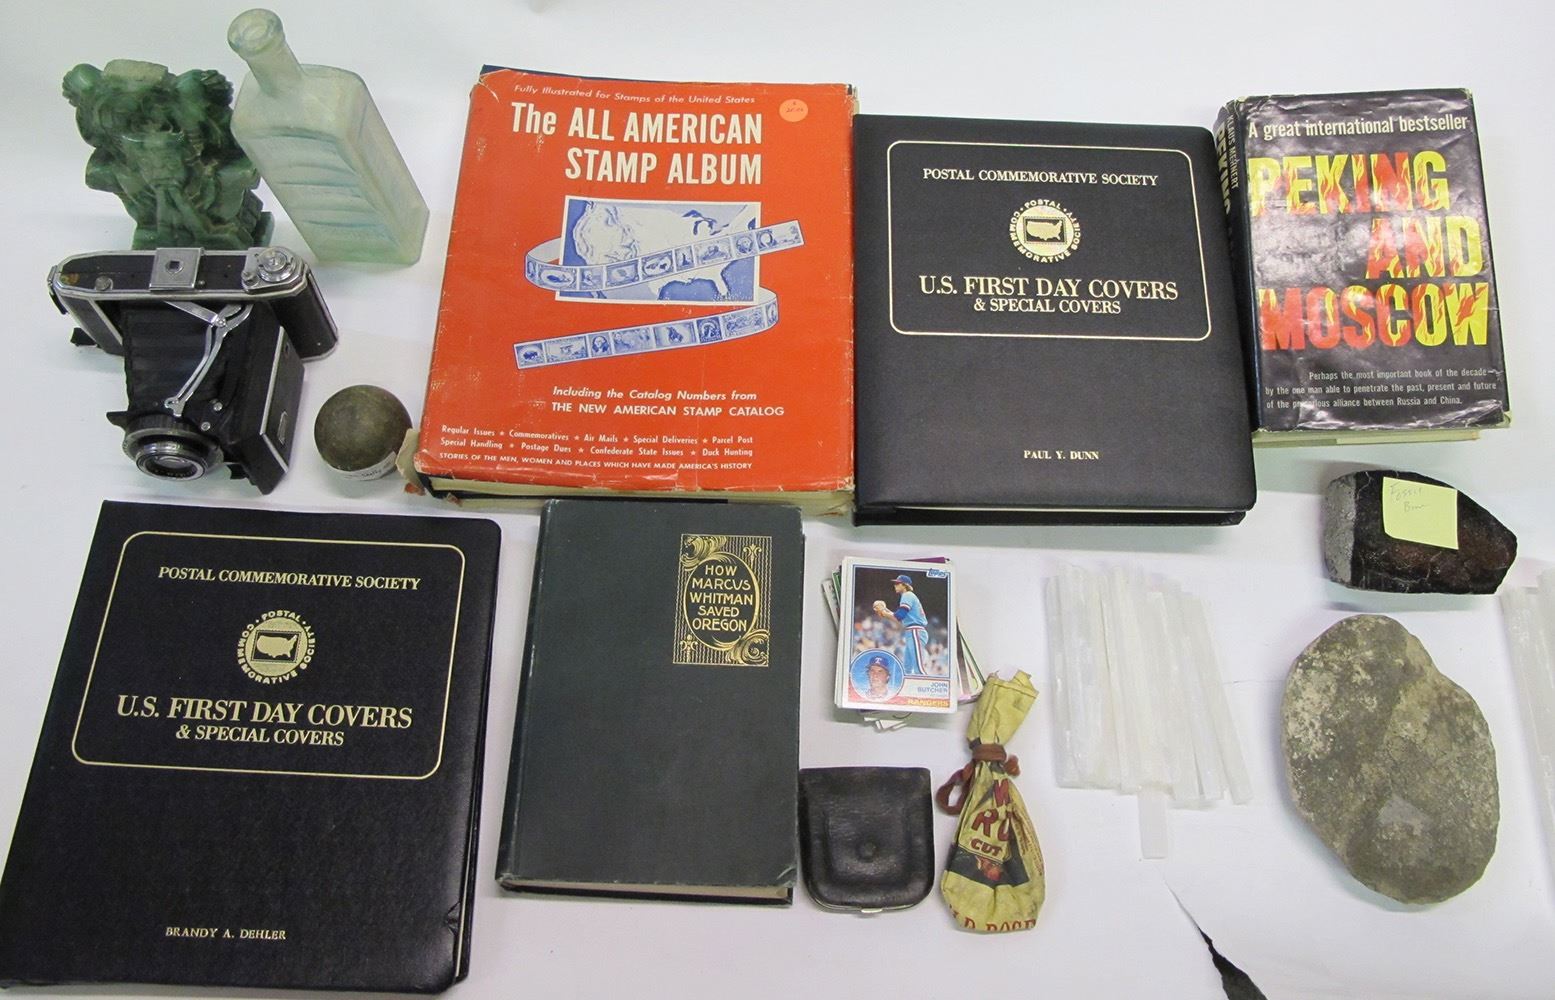 Fully Illustrated for Stamps of the United States
The ALL AMERICAN
STAMP ALBUM
Including the Catalog Numbers from
THE NEW AMERICAN STAMP CATALOG
Regular Issues ★ Commemoratives ★ Air Mails ★ Special Deliveries ★ Parcel Post
Special Handling ★ Postage Dues ★ Confederate State Issues ★ Duck Hunting
STORIES OF THE MEN, WOMEN AND PLACES WHICH HAVE MADE AMERICA'S HISTORY
POSTAL COMMEMORATIVE SOCIETY
POSTAL COMMEMORATIVE SOCIETY
U.S. FIRST DAY COVERS
& SPECIAL COVERS
PAUL Y. DUNN
KLAUS MEHNERT
PEKING
A great international bestseller
PEKING
AND
MOSCOW
Perhaps the most important book of the decade—
by the one man able to penetrate the past, present and future
of the alliance between Russia and China.
POSTAL COMMEMORATIVE SOCIETY
POSTAL COMMEMORATIVE SOCIETY
U.S. FIRST DAY COVERS
& SPECIAL COVERS
BRANDY A. DEHLER
HOW
MARCUS
WHITMAN
SAVED
OREGON
Topps
JOHN
BUTCHER
RANGERS
CUT
Fossil